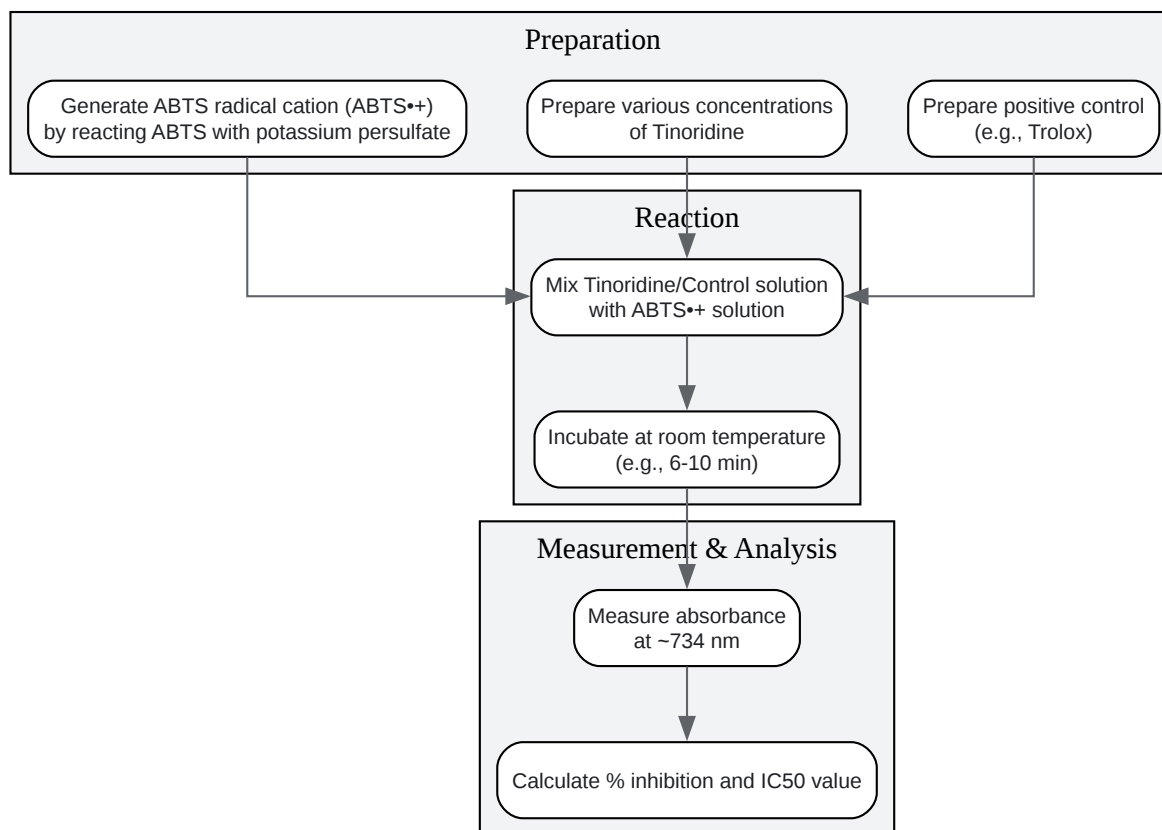 Preparation
Generate ABTS radical cation (ABTS•+)
by reacting ABTS with potassium persulfate
Prepare various concentrations
of Tinoridine
Prepare positive control
(e.g., Trolox)
Reaction
Mix Tinoridine/Control solution
with ABTS•+ solution
Incubate at room temperature
(e.g., 6-10 min)
Measurement & Analysis
Measure absorbance
at ~734 nm
Calculate % inhibition and IC50 value